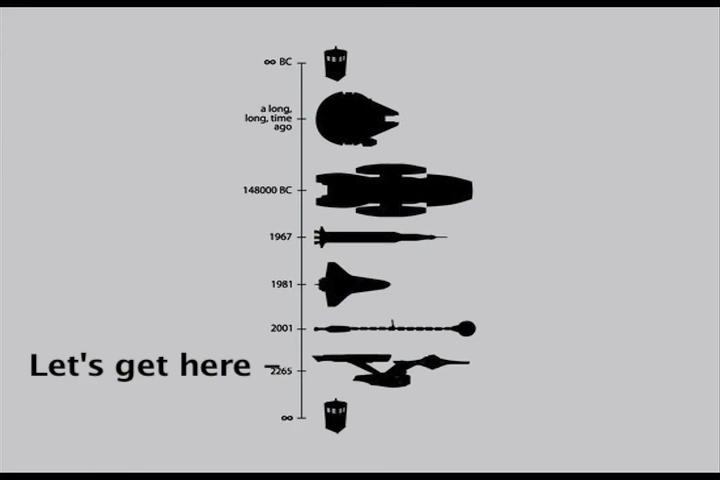 ∞ BC
a long,
long, time
ago
148000 BC
1967
1981
2001
Let's get here –
2265
∞